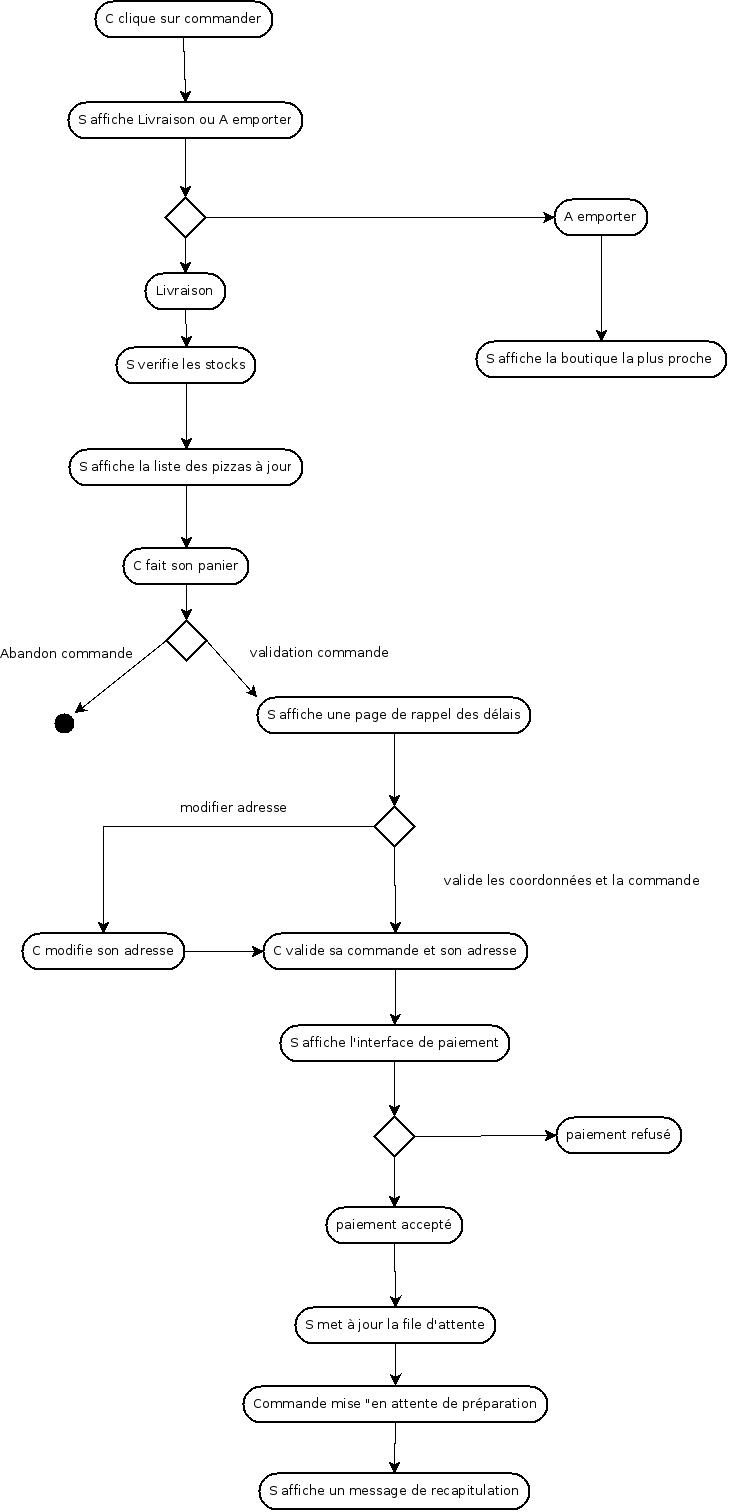 C clique sur commander
S affiche Livraison ou A emporter
A emporter
Livraison
S verifie les stocks
S affiche la boutique la plus proche
S affiche la liste des pizzas à jour
C fait son panier
Abandon commande
validation commande
S affiche une page de rappel des délais
modifier adresse
valide les coordonnées et la commande
C modifie son adresse
C valide sa commande et son adresse
S affiche l'interface de paiement
paiement refusé
paiement accepté
S met à jour la file d'attente
Commande mise "en attente de préparation
S affiche un message de recapitulation